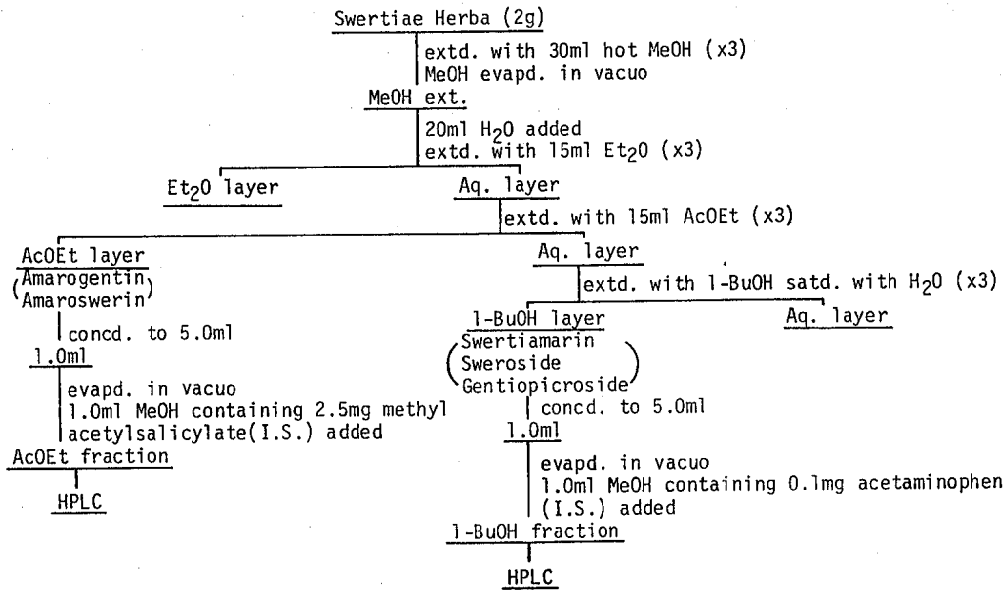 Swertiae Herba (2g)
extd. with 30ml hot MeOH (x3)
MeOH evapd. in vacuo
MeOH ext.
20ml H2O added
extd. with 15ml Et2O (x3)
Et2O layer
Aq. layer
extd. with 15ml AcOEt (x3)
AcOEt layer
(Amarogentin
Amaroswerin)
concd. to 5.0ml
1.0ml
evapd. in vacuo
1.0ml MeOH containing 2.5mg methyl
acetylsalicylate(I.S.) added
AcOEt fraction
HPLC
Aq. layer
extd. with 1-BuOH satd. with H2O (x3)
1-BuOH layer
Aq. layer
(Swertiamarin
Sweroside
Gentiopicroside)
concd. to 5.0ml
1.0ml
evapd. in vacuo
1.0ml MeOH containing 0.1mg acetaminophen
(I.S.) added
1-BuOH fraction
HPLC